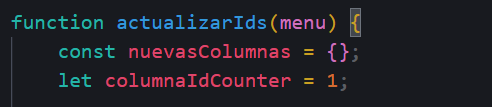 function actualizarIds(menu) {
const nuevasColumnas = {};
let columnaIdCounter = 1;